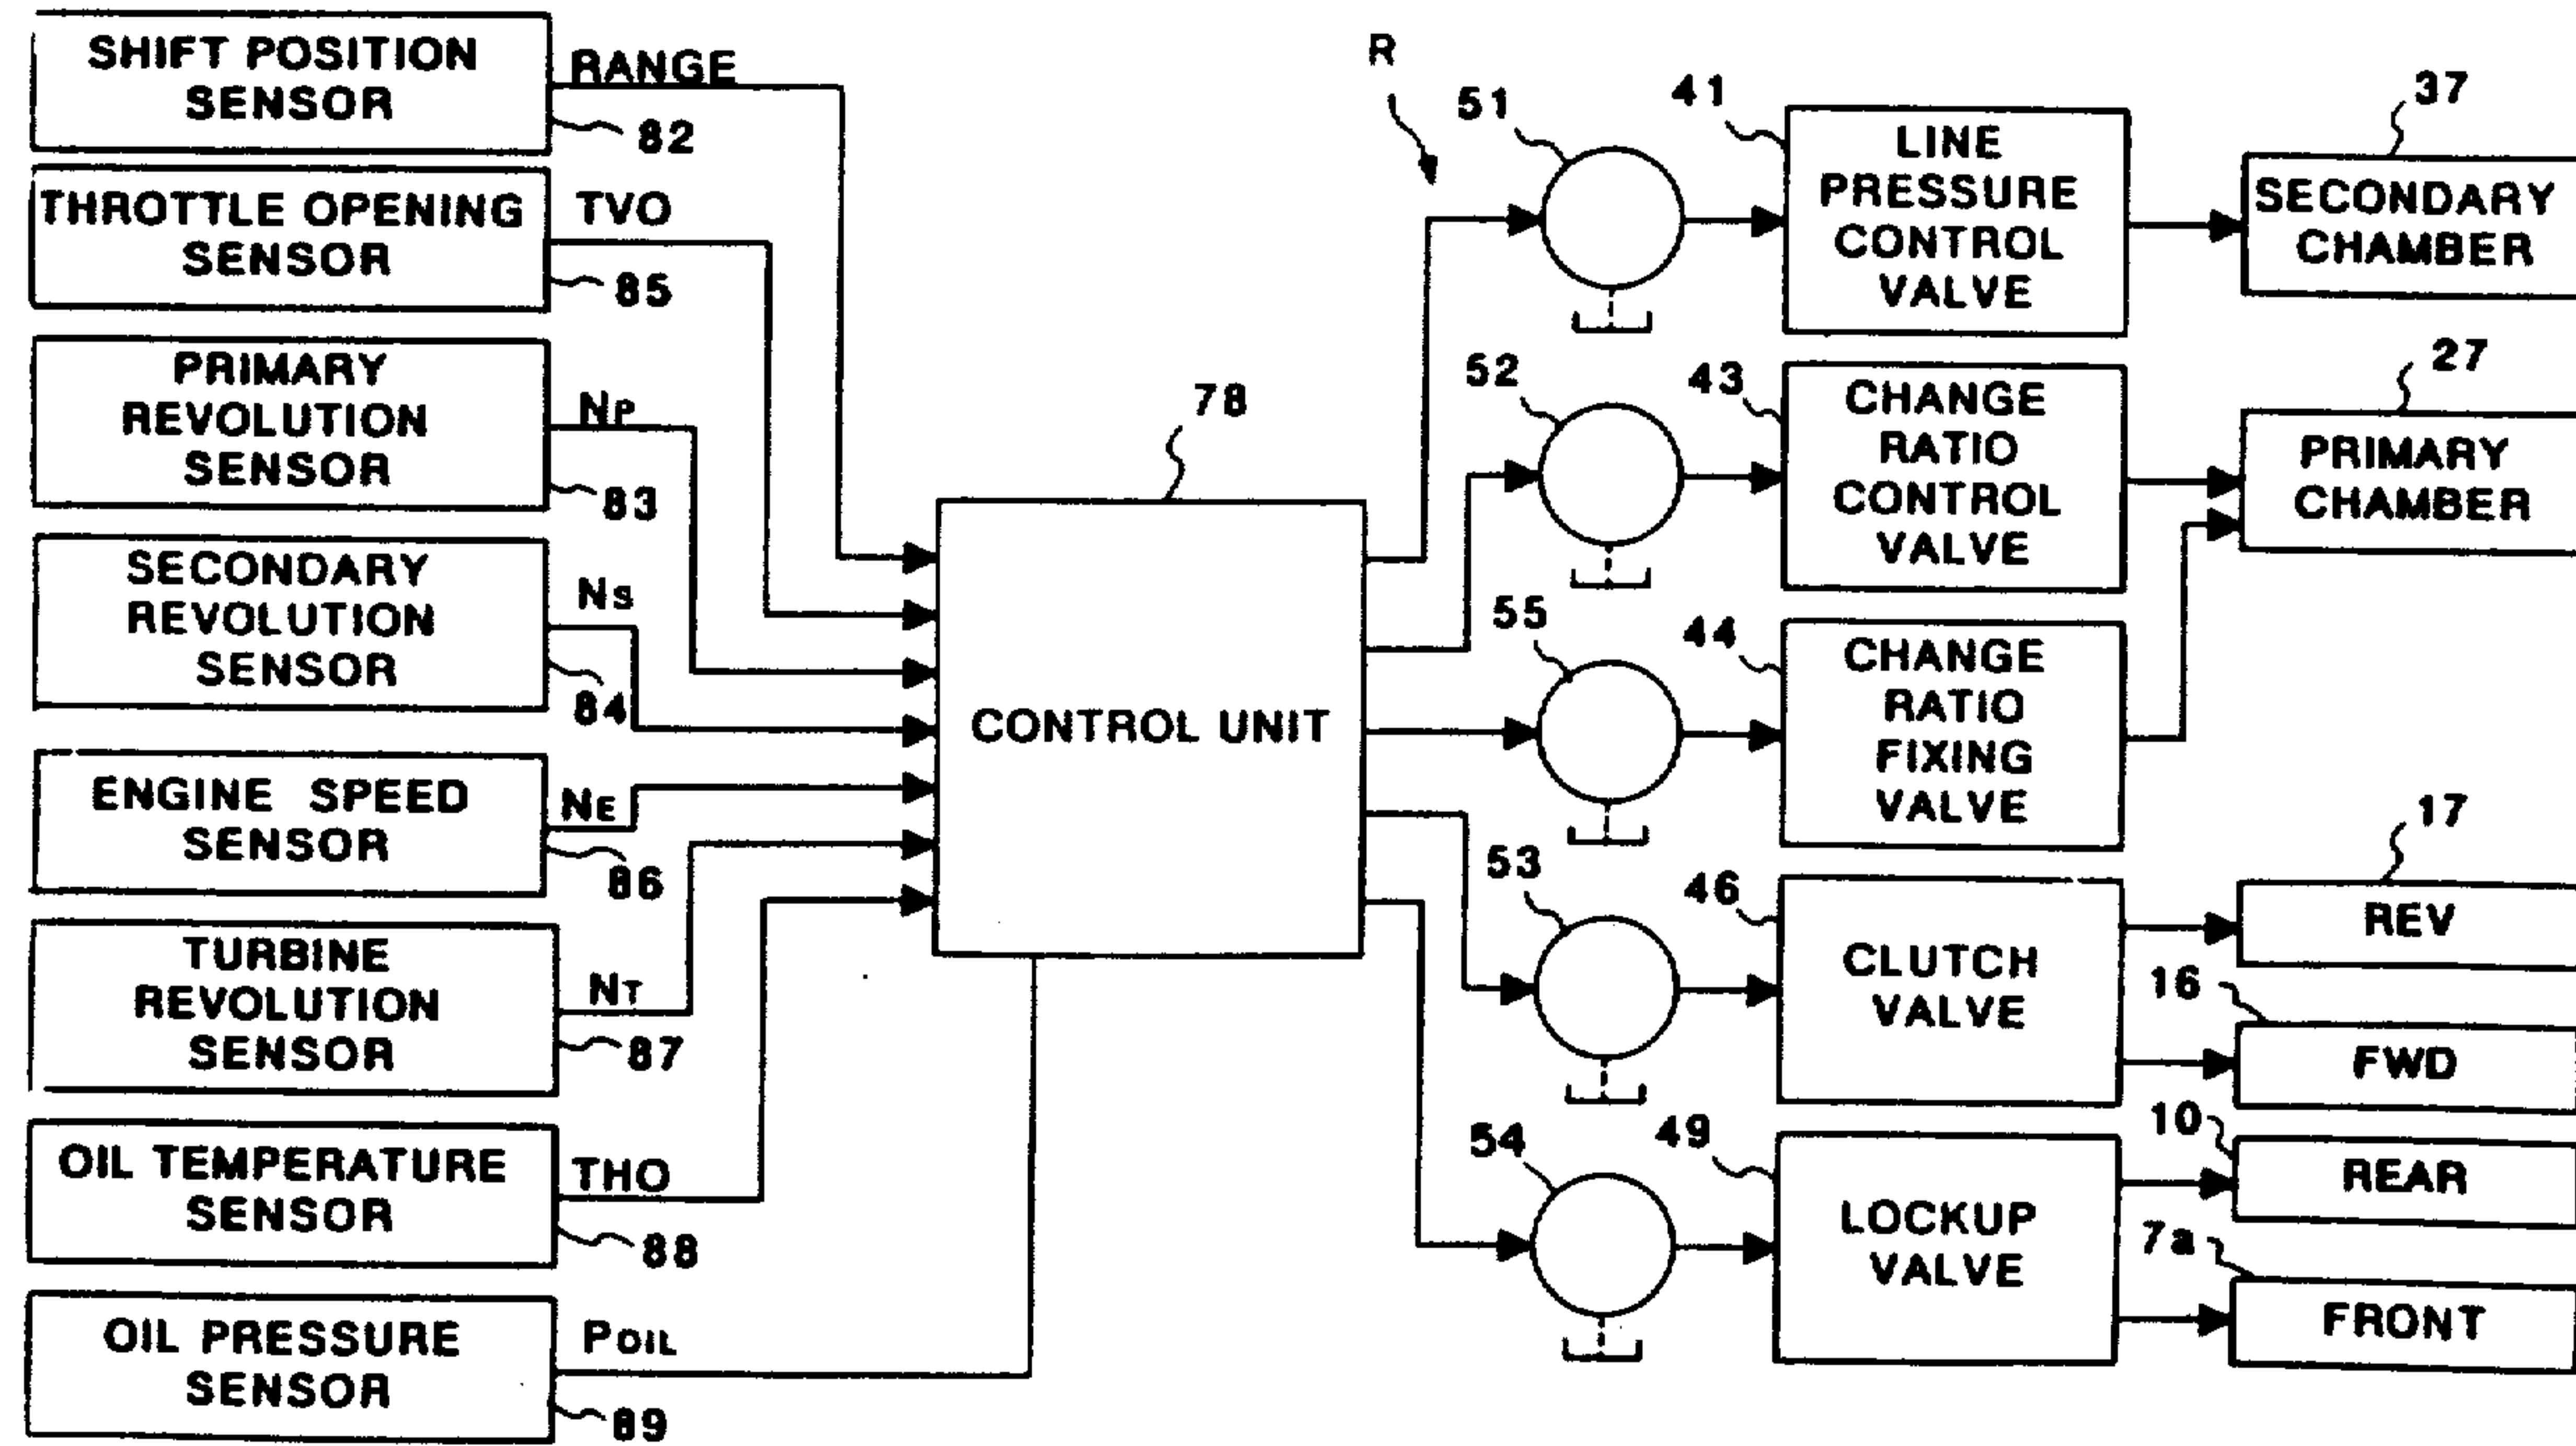 SHIFT POSITION
SENSOR
RANGE
82
THROTTLE OPENING
SENSOR
TVO
85
PRIMARY
REVOLUTION
SENSOR
NP
83
SECONDARY
REVOLUTION
SENSOR
NS
84
ENGINE SPEED
SENSOR
NE
86
TURBINE
REVOLUTION
SENSOR
NT
87
OIL TEMPERATURE
SENSOR
THO
88
OIL PRESSURE
SENSOR
POIL
89
78
CONTROL UNIT
R
51
41
LINE
PRESSURE
CONTROL
VALVE
37
SECONDARY
CHAMBER
52
43
CHANGE
RATIO
CONTROL
VALVE
27
PRIMARY
CHAMBER
55
44
CHANGE
RATIO
FIXING
VALVE
53
46
CLUTCH
VALVE
17
REV
16
FWD
54
49
LOCKUP
VALVE
10
REAR
7a
FRONT